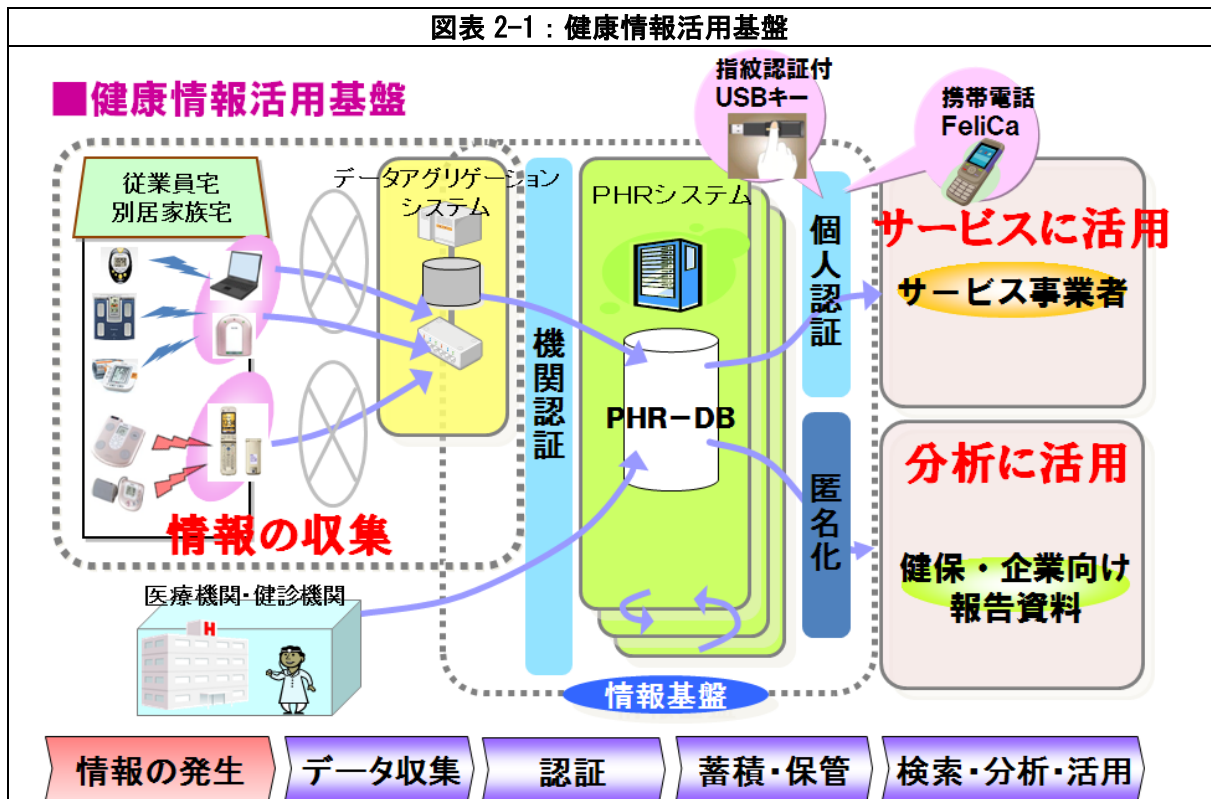 図表 2-1：健康情報活用基盤
■健康情報活用基盤
指紋認証付
USBキー
携帯電話
FeliCa
従業員宅
別居家族宅
データアグリゲーション
システム
機関認証
PHRシステム
PHR－DB
個人認証
匿名化
サービスに活用
サービス事業者
分析に活用
健保・企業向け
報告資料
情報の収集
医療機関・健診機関
H
情報基盤
情報の発生
データ収集
認証
蓄積・保管
検索・分析・活用